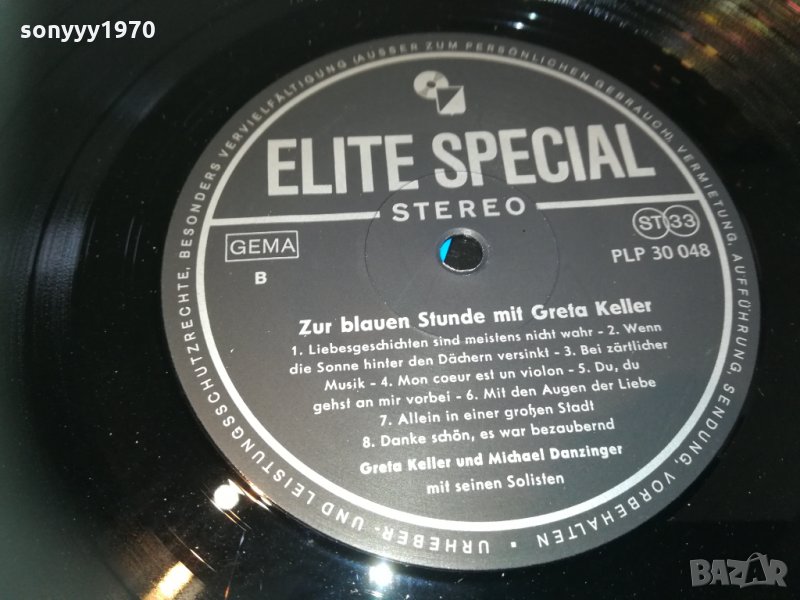 sonyyy1970
URHEBER- UND LEISTUNGSSCHUTZRECHTE, BESONDERS VERVIELFÄLTIGUNG (AUSSER ZUM PERSÖNLICHEN GEBRAUCH), VERMIETUNG, AUFFÜHRUNG, SENDUNG, VORBEHALTEN •
ELITE SPECIAL
STEREO
GEMA
B
ST 33
PLP 30 048
Zur blauen Stunde mit Greta Keller
1. Liebesgeschichten sind meistens nicht wahr - 2. Wenn
die Sonne hinter den Dächern versinkt - 3. Bei zärtlicher
Musik - 4. Mon coeur est un violon - 5. Du, du
gehst an mir vorbei - 6. Mit den Augen der Liebe
7. Allein in einer großen Stadt
8. Danke schön, es war bezaubernd
Greta Keller und Michael Danzinger
mit seinen Solisten
BAZAR